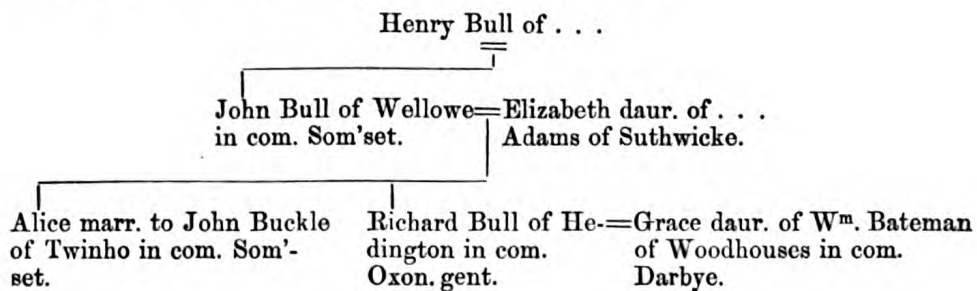 Henry Bull of . . .
John Bull of Wellowe=Elizabeth daur. of . . .
in com. Som'set. Adams of Suthwicke.
Alice marr. to John Buckle Richard Bull of He-=Grace daur. of Wᵐ. Bateman
of Twinho in com. Som'- dington in com. of Woodhouses in com.
set. Oxon. gent. Darbye.